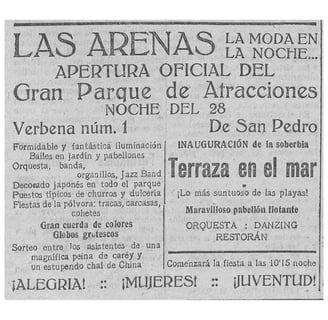 LAS ARENAS LA MODA EN
LA NOCHE...
APERTURA OFICIAL DEL
Gran Parque de Atracciones
NOCHE DEL 28
Verbena núm. 1 De San Pedro
Formidable y fantástica iluminación
Bailes en jardín y pabellones
Orquesta, banda,
organillos, Jazz Band
Decorado japonés en todo el parque
Puestos típicos de churros y dulcería
Fiestas de la pólvora: tracas, carcasas,
cohetes
Gran cuerda de colores
Globos grotescos
Sorteo entre los asistentes de una
magnífica peina de caréy y
un estupendo chal de China
INAUGURACIÓN de la soberbia
Terraza en el mar
¡Lo más suntuoso de las playas!
Maravilloso pabellón flotante
ORQUESTA : DANZING
RESTORÁN
Comenzará la fiesta a las 10'15 noche
¡ALEGRIA! :: ¡MUJERES! :: ¡JUVENTUD!